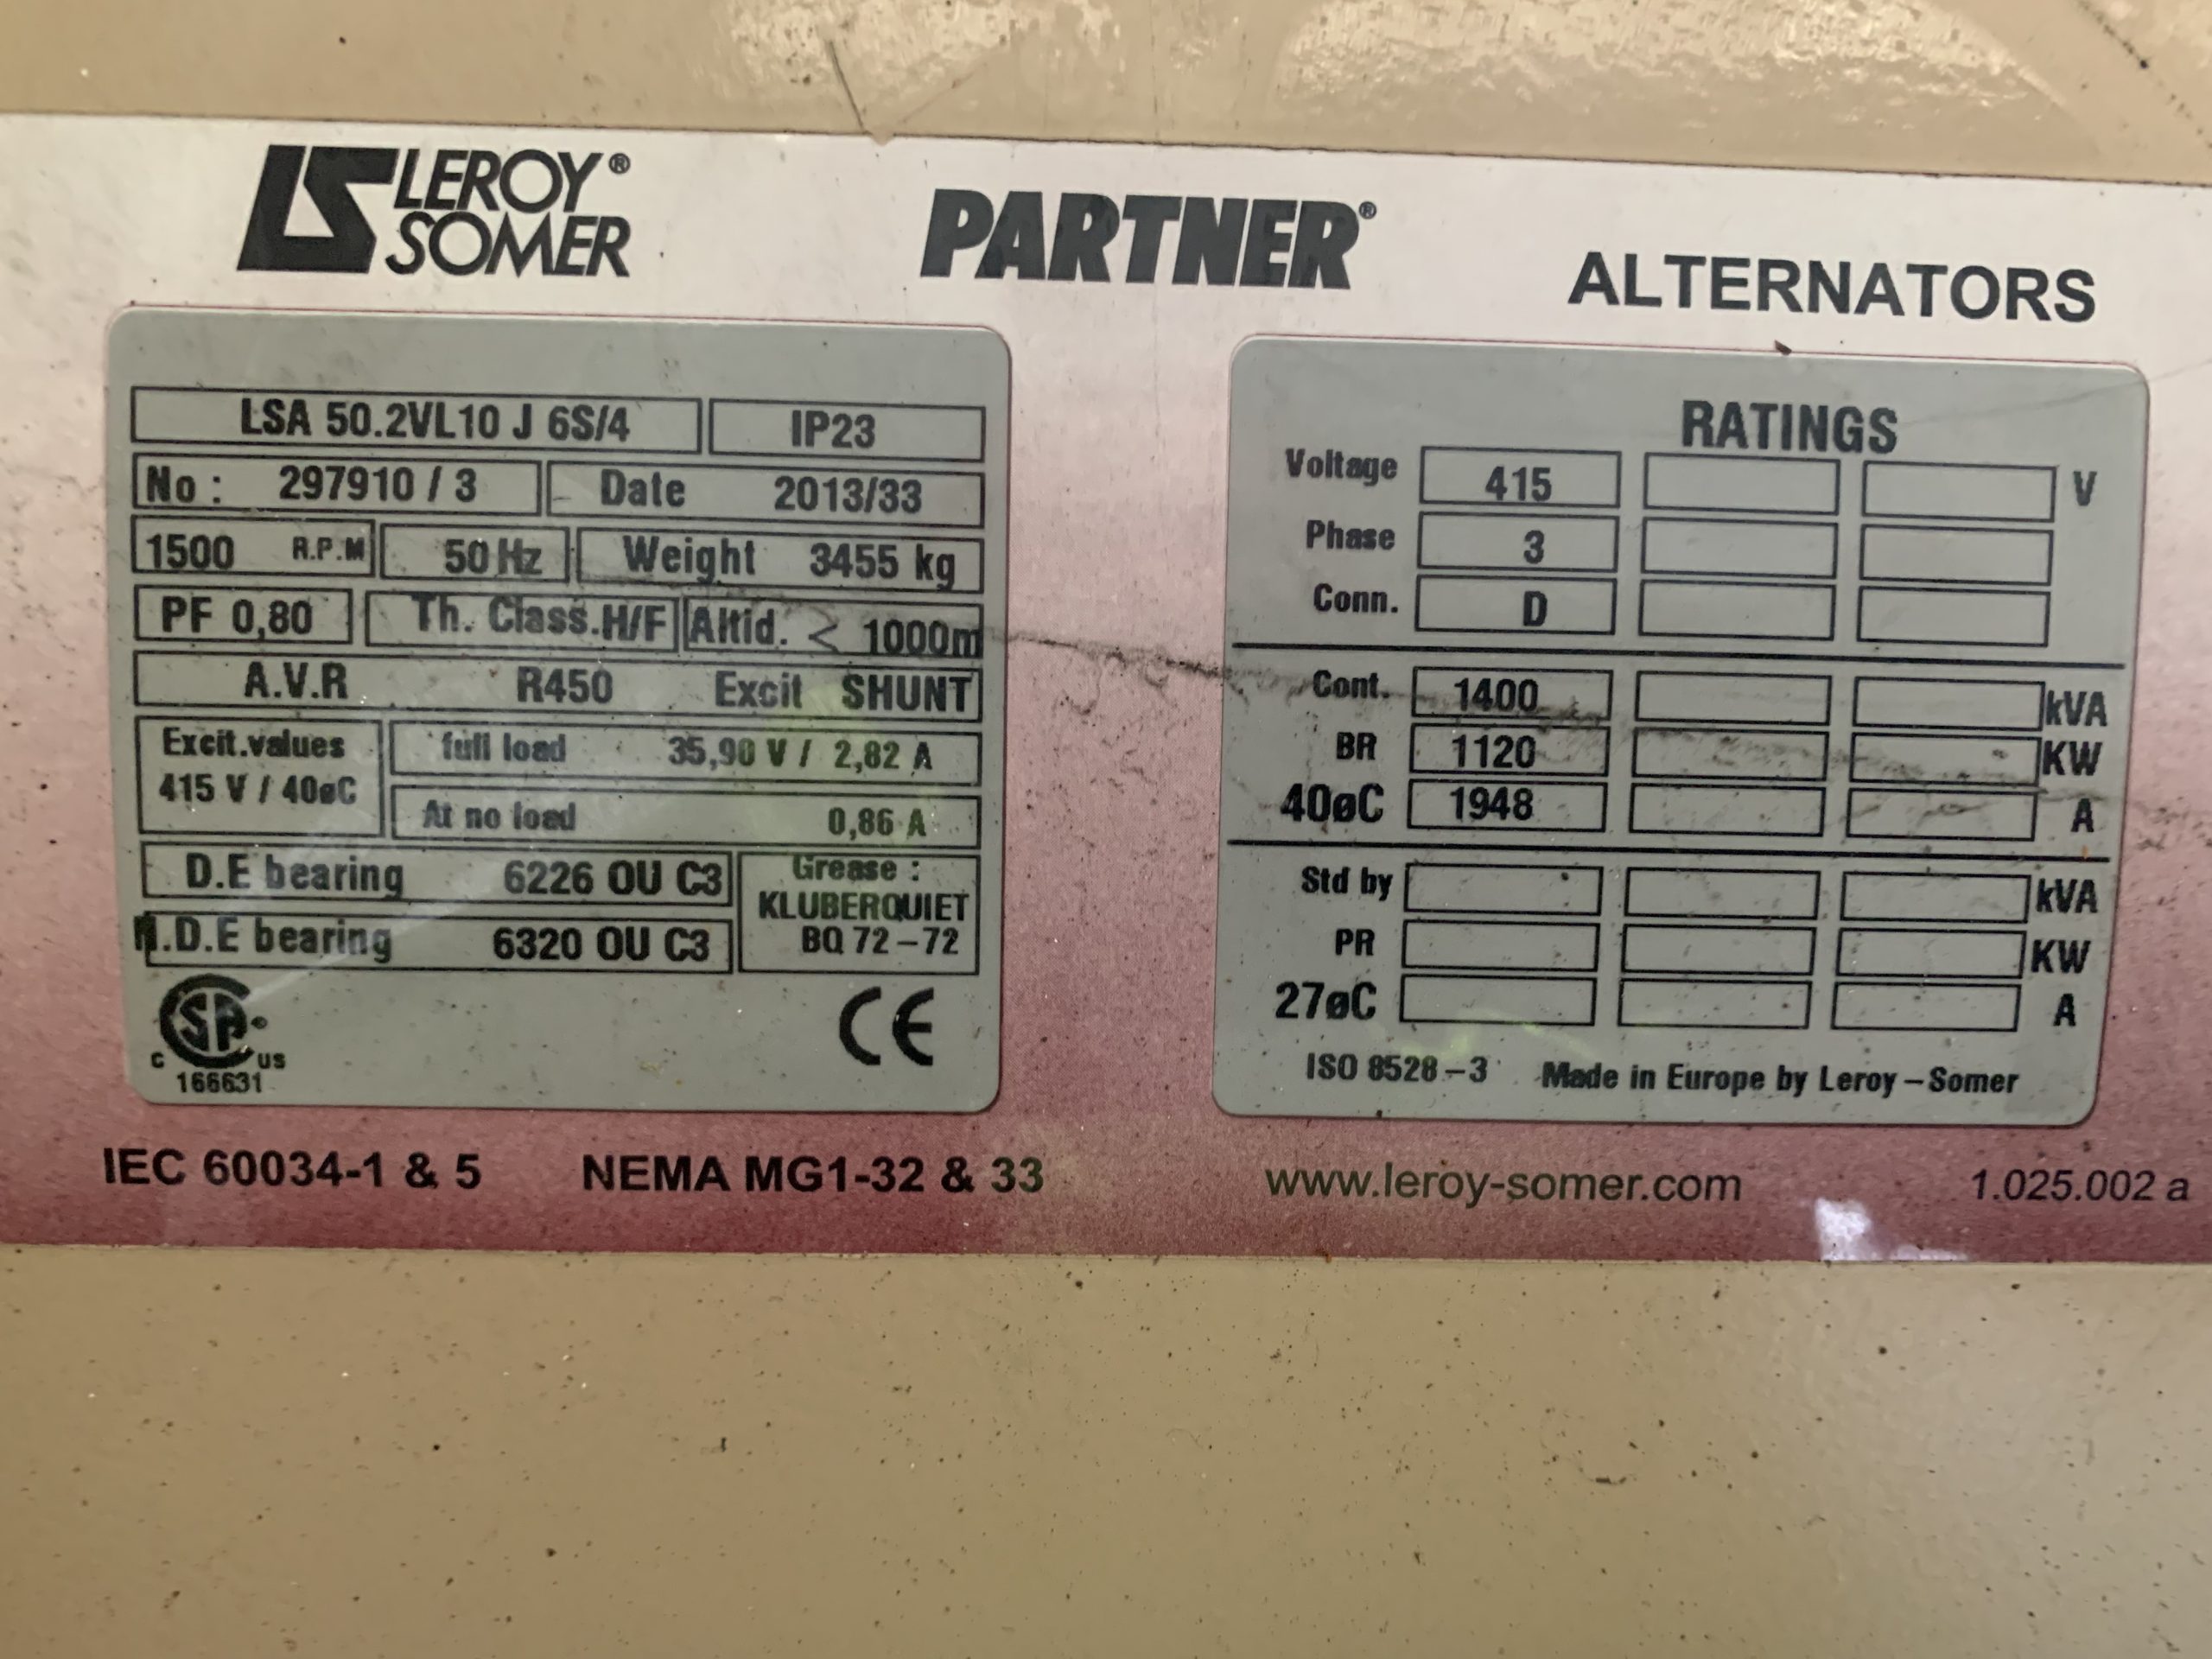 LEROY®
SOMER
PARTNER®
ALTERNATORS
LSA 50.2VL10 J 6S/4 IP23
No : 297910 / 3 Date 2013/33
1500 R.P.M 50 Hz Weight 3455 kg
PF 0,80 Th. Class.H/F Altid. < 1000m
A.V.R R450 Excit SHUNT
Excit.values full load 35,90 V / 2,82 A
415 V / 40øC At no load 0,86 A
D.E bearing 6226 OU C3 Grease :
KLUBERQUIET
N.D.E bearing 6320 OU C3 BQ 72-72
CSA®
C US
166631
CE
RATINGS
Voltage 415 V
Phase 3
Conn. D
Cont. 1400 kVA
BR 1120 KW
40øC 1948 A
Std by kVA
PR KW
27øC A
ISO 8528-3 Made in Europe by Leroy-Somer
IEC 60034-1 & 5 NEMA MG1-32 & 33 www.leroy-somer.com 1.025.002 a